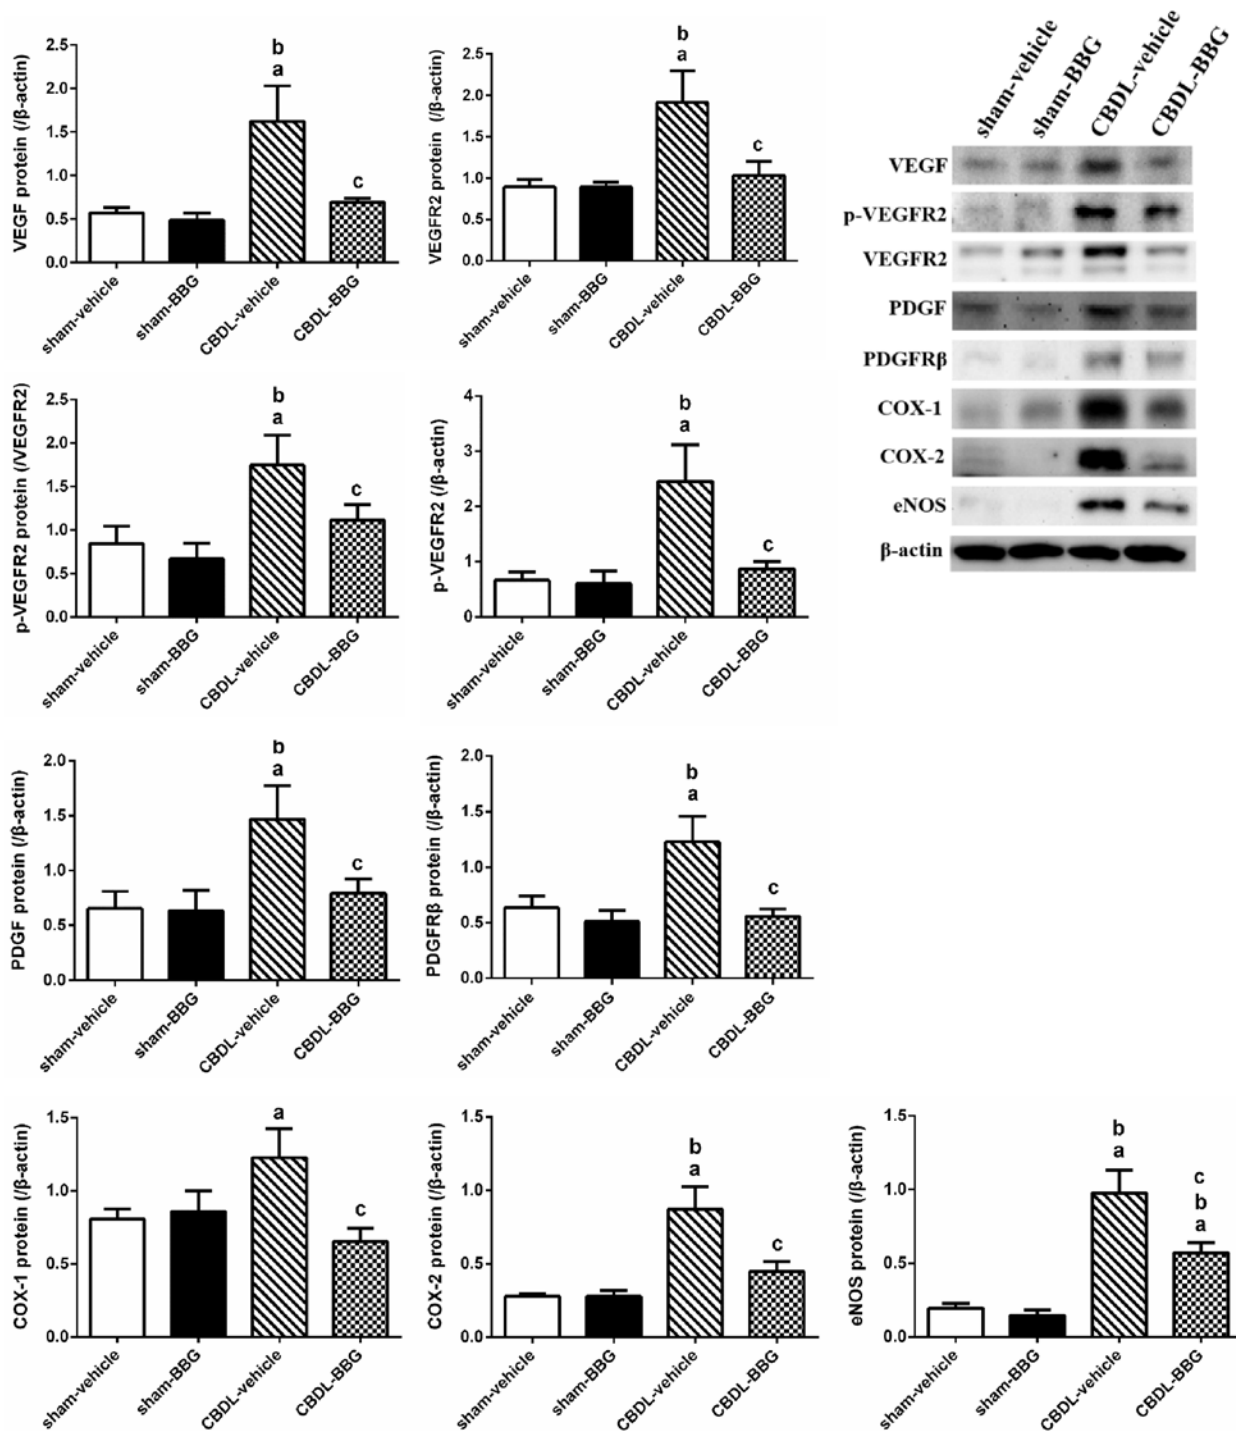 VEGF protein (/β-actin)
2.5
2.0
1.5
1.0
0.5
0.0
b
a
c
sham-vehicle
sham-BBG
CBDL-vehicle
CBDL-BBG
VEGFR2 protein (/β-actin)
2.5
2.0
1.5
1.0
0.5
0.0
b
a
c
sham-vehicle
sham-BBG
CBDL-vehicle
CBDL-BBG
sham-vehicle
sham-BBG
CBDL-vehicle
CBDL-BBG
VEGF
p-VEGFR2
VEGFR2
PDGF
PDGFRβ
COX-1
COX-2
eNOS
β-actin
p-VEGFR2 protein (/VEGFR2)
2.5
2.0
1.5
1.0
0.5
0.0
b
a
c
sham-vehicle
sham-BBG
CBDL-vehicle
CBDL-BBG
p-VEGFR2 (/β-actin)
4
3
2
1
0
b
a
c
sham-vehicle
sham-BBG
CBDL-vehicle
CBDL-BBG
PDGF protein (/β-actin)
2.0
1.5
1.0
0.5
0.0
b
a
c
sham-vehicle
sham-BBG
CBDL-vehicle
CBDL-BBG
PDGFRβ protein (/β-actin)
2.0
1.5
1.0
0.5
0.0
b
a
c
sham-vehicle
sham-BBG
CBDL-vehicle
CBDL-BBG
COX-1 protein (/β-actin)
1.5
1.0
0.5
0.0
a
c
sham-vehicle
sham-BBG
CBDL-vehicle
CBDL-BBG
COX-2 protein (/β-actin)
1.5
1.0
0.5
0.0
b
a
c
sham-vehicle
sham-BBG
CBDL-vehicle
CBDL-BBG
eNOS protein (/β-actin)
1.5
1.0
0.5
0.0
b
a
c
b
a
sham-vehicle
sham-BBG
CBDL-vehicle
CBDL-BBG